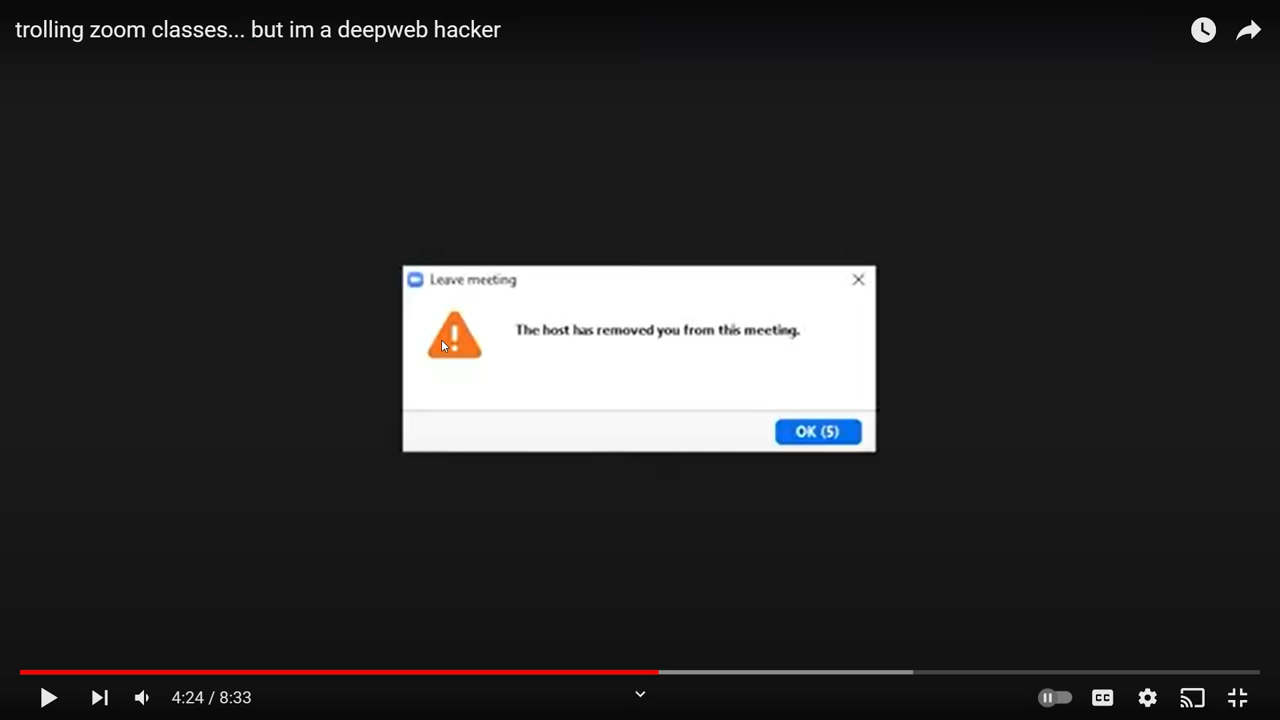 trolling zoom classes... but im a deepweb hacker
Leave meeting
The host has removed you from this meeting.
OK (5)
4:24 / 8:33
CC